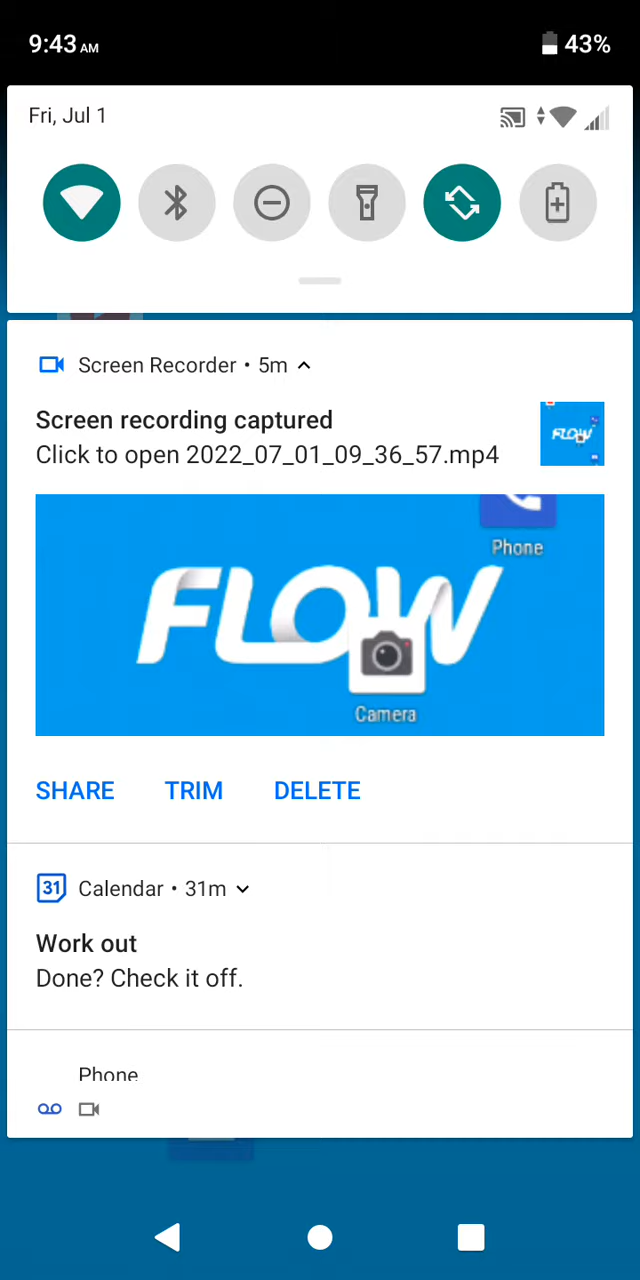 9:43 AM 43%
Fri, Jul 1
Screen Recorder • 5m
Screen recording captured
Click to open 2022_07_01_09_36_57.mp4
FLOW
Phone
FLOW
Camera
SHARE TRIM DELETE
31 Calendar • 31m
Work out
Done? Check it off.
Phone